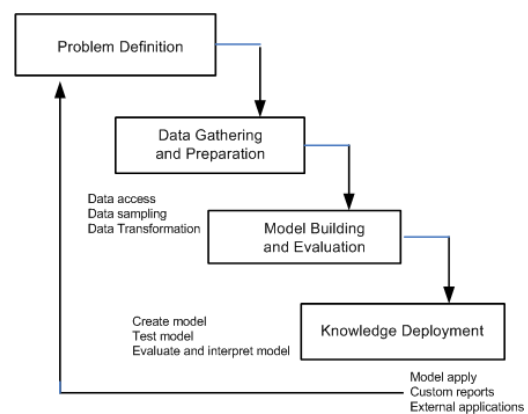 Problem Definition
Data Gathering
and Preparation
Data access
Data sampling
Data Transformation
Model Building
and Evaluation
Create model
Test model
Evaluate and interpret model
Knowledge Deployment
Model apply
Custom reports
External applications